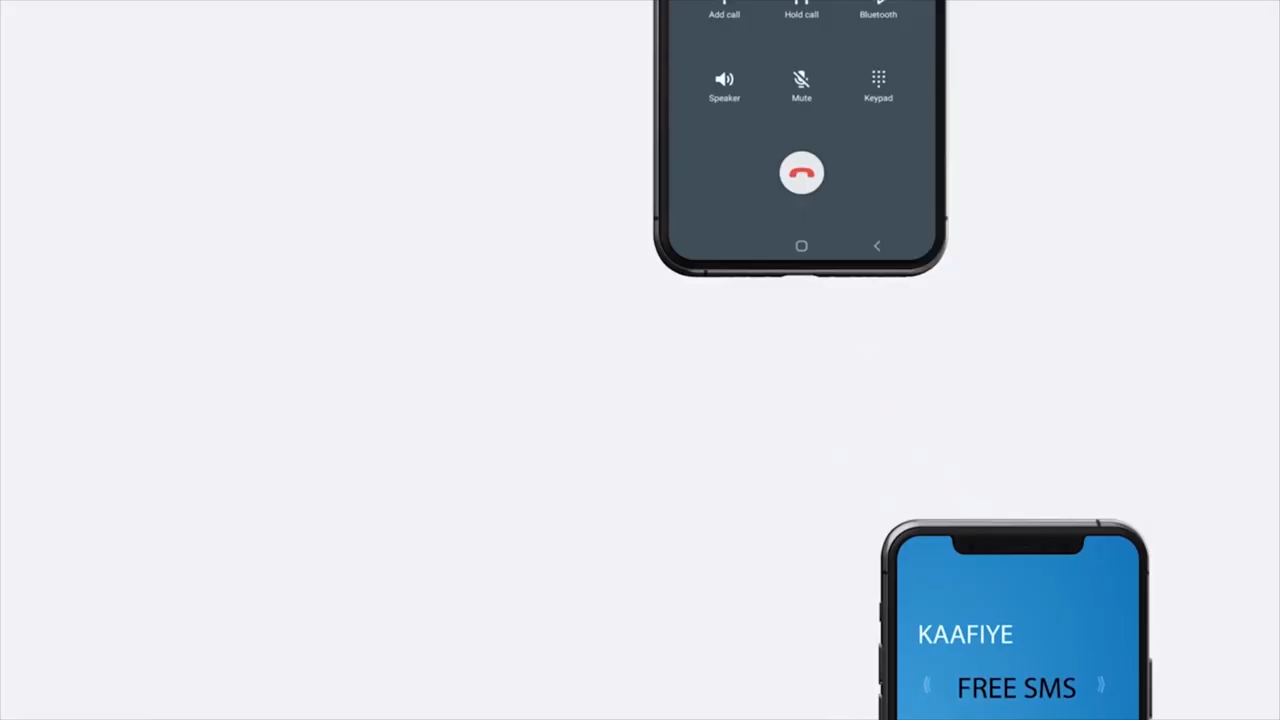 Add call Hold call Bluetooth
Speaker Mute Keypad
KAAFIYE
FREE SMS